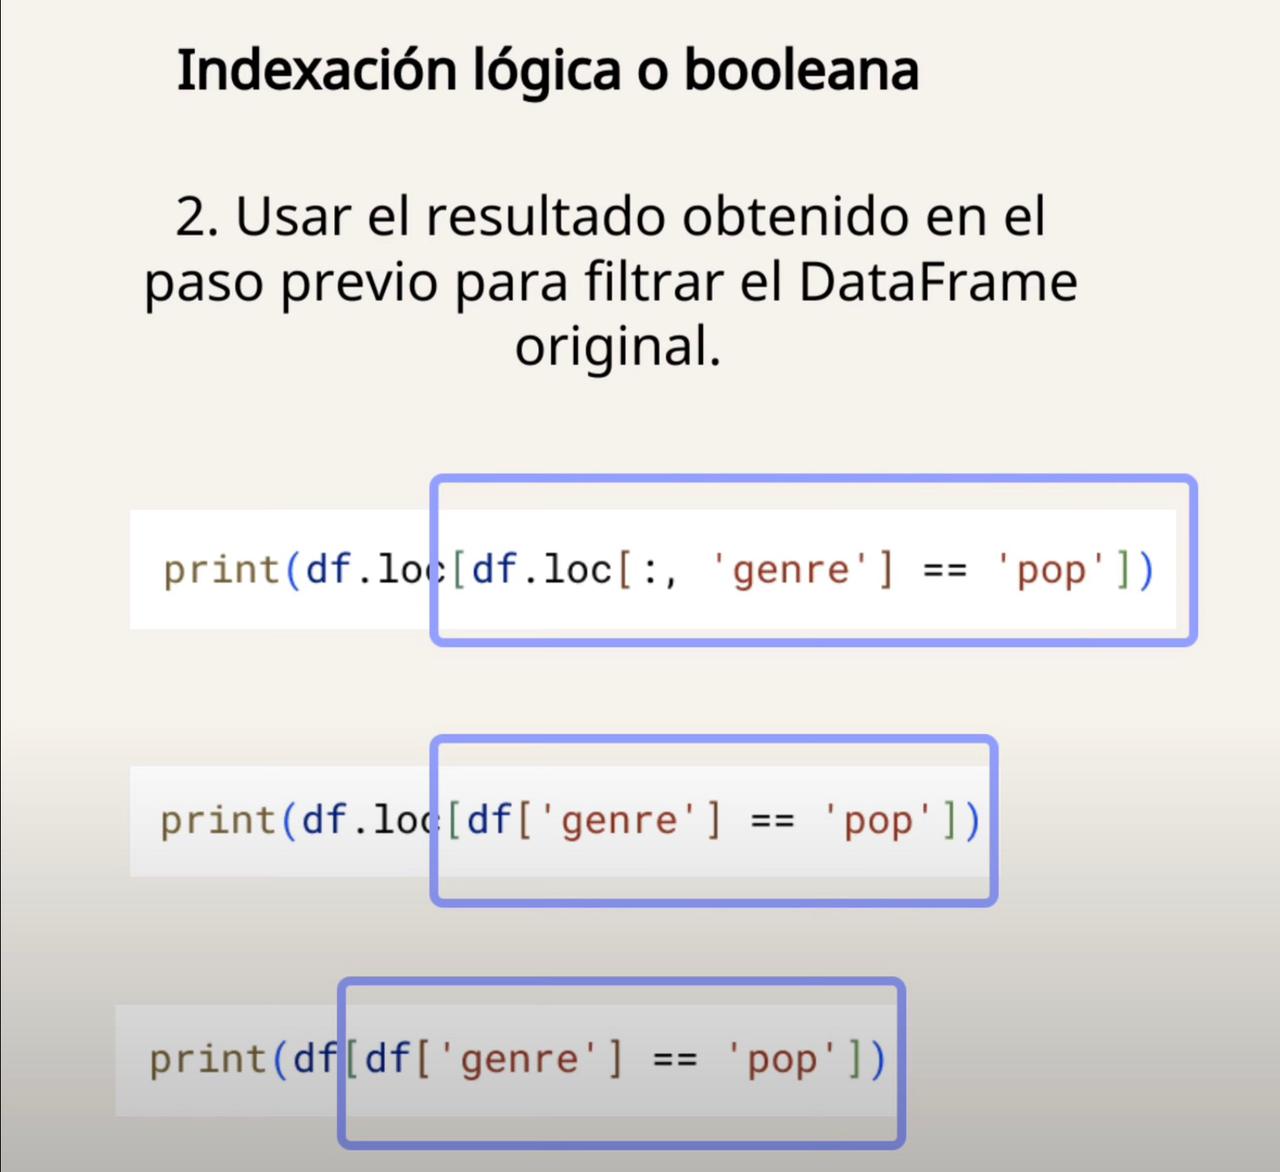 Indexación lógica o booleana
2. Usar el resultado obtenido en el
paso previo para filtrar el DataFrame
original.
print(df.loc[df.loc[:, 'genre'] == 'pop'])
print(df.loc[df['genre'] == 'pop'])
print(df[df['genre'] == 'pop'])